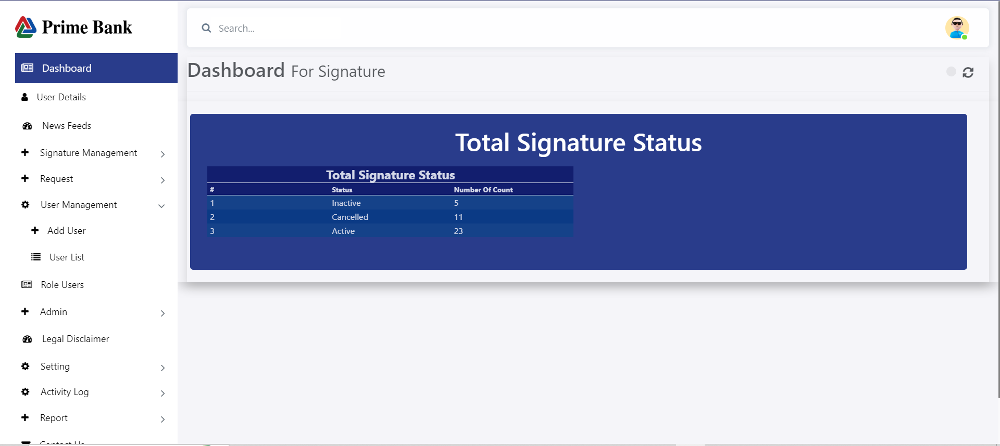 Prime Bank
Search...
Dashboard
Dashboard For Signature
User Details
News Feeds
Signature Management
Request
User Management
Add User
User List
Role Users
Admin
Legal Disclaimer
Setting
Activity Log
Report
Contact Us
Total Signature Status
Total Signature Status
# Status Number Of Count
1 Inactive 5
2 Cancelled 11
3 Active 23